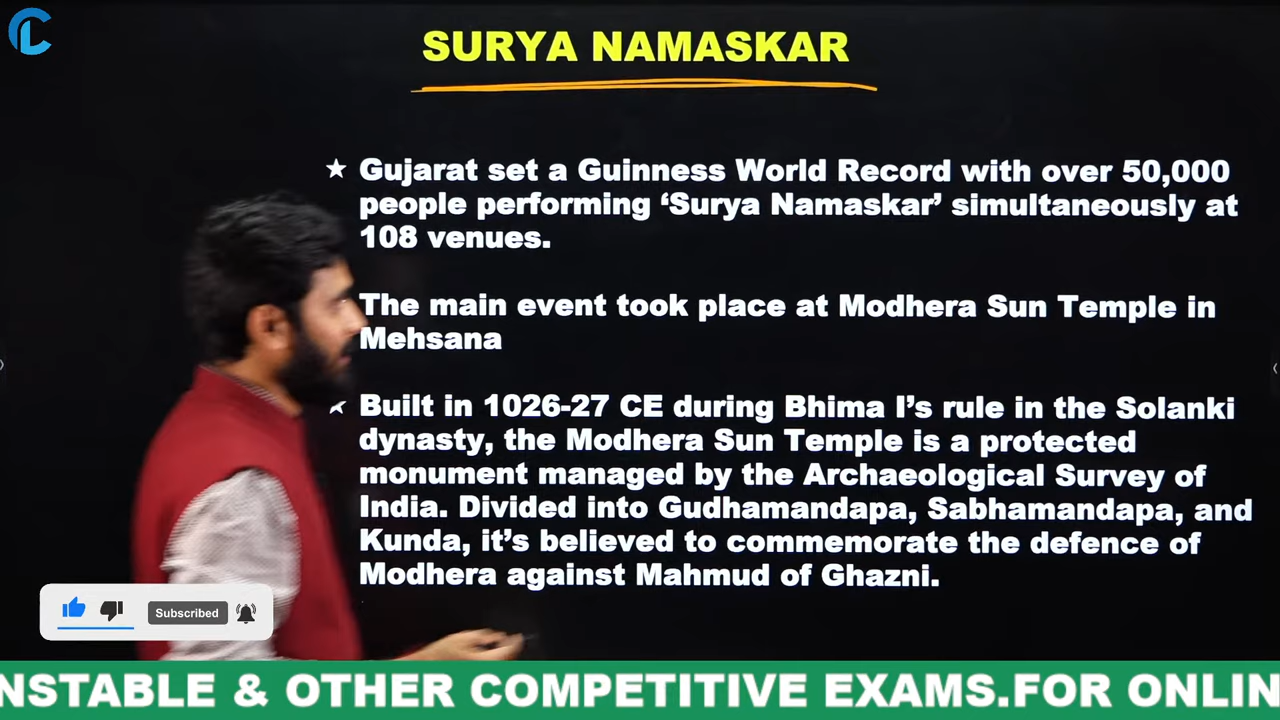 SURYA NAMASKAR
★ Gujarat set a Guinness World Record with over 50,000
people performing ‘Surya Namaskar’ simultaneously at
108 venues.
The main event took place at Modhera Sun Temple in
Mehsana
Built in 1026-27 CE during Bhima I’s rule in the Solanki
dynasty, the Modhera Sun Temple is a protected
monument managed by the Archaeological Survey of
India. Divided into Gudhamandapa, Sabhamandapa, and
Kunda, it’s believed to commemorate the defence of
Modhera against Mahmud of Ghazni.
Subscribed
NSTABLE & OTHER COMPETITIVE EXAMS.FOR ONLIN